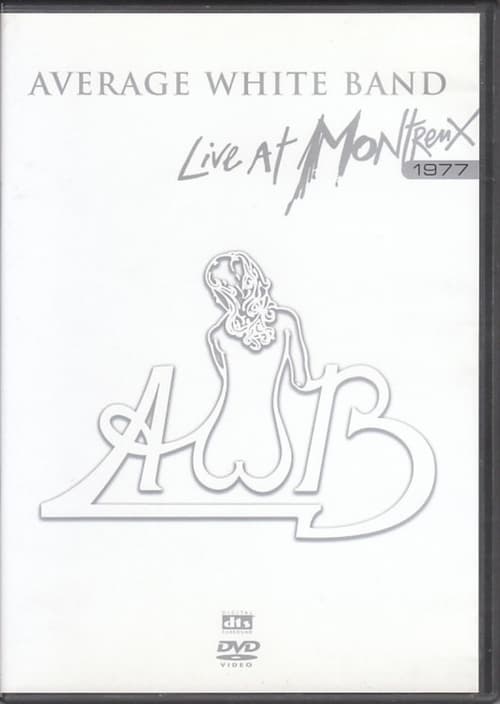 AVERAGE WHITE BAND
Live At Montreux
1977
AWB
DIGITAL
dts
SURROUND
DVD
VIDEO